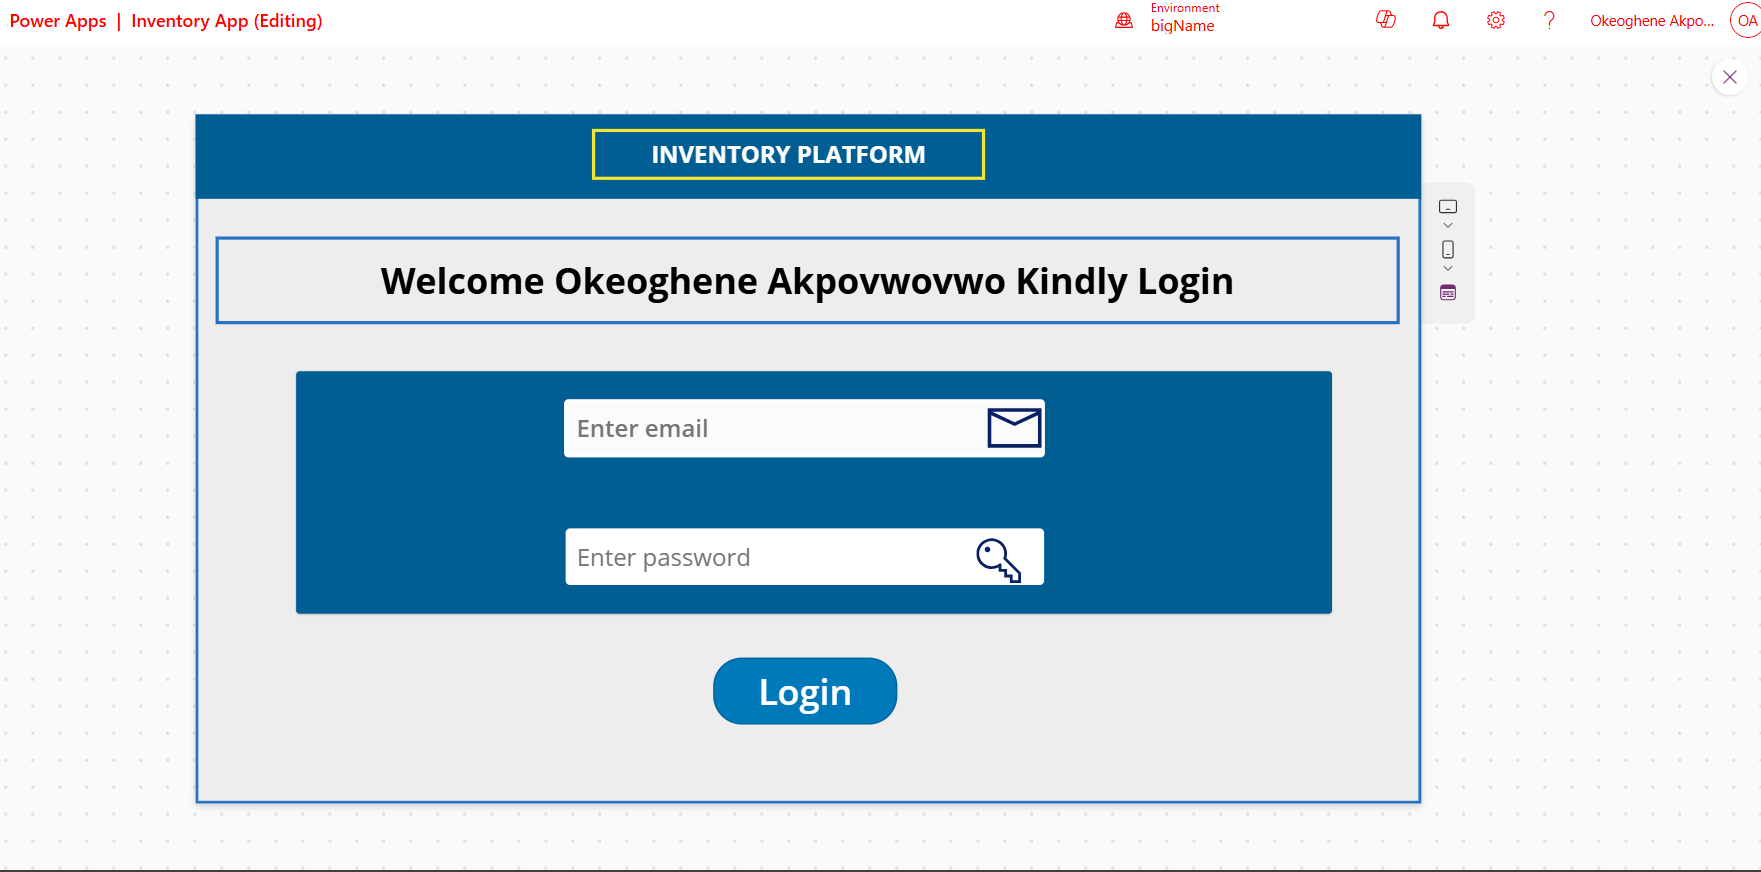 Power Apps | Inventory App (Editing)
Environment
bigName
Okeoghene Akpo...
OA
INVENTORY PLATFORM
Welcome Okeoghene Akpovwovwo Kindly Login
Enter email
Enter password
Login